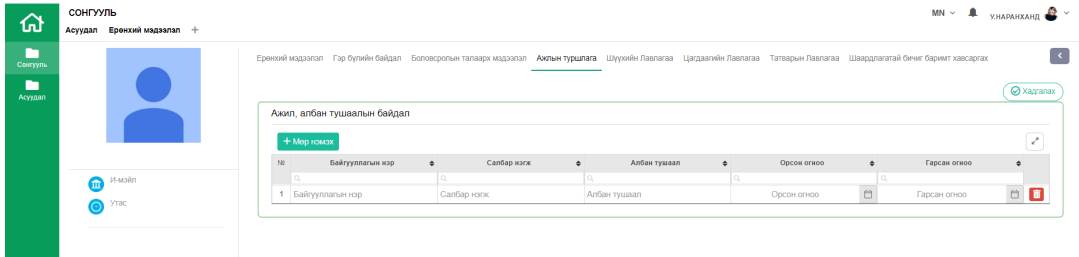 СОНГУУЛЬ
MN
У.НАРАНХАНД
Асуудал Ерөнхий мэдээлэл +
Сонгууль
Асуудал
Ерөнхий мэдээлэл Гэр бүлийн байдал Боловсролын талаарх мэдээлэл Ажлын туршлага Шүүхийн Лавлагаа Цагдаагийн Лавлагаа Татварын Лавлагаа Шаардлагатай бичиг баримт хавсаргах
Хадгалах
Ажил, албан тушаалын байдал
+ Мөр нэмэх
№ Байгууллагын нэр Салбар нэгж Албан тушаал Орсон огноо Гарсан огноо
1 Байгууллагын нэр Салбар нэгж Албан тушаал Орсон огноо Гарсан огноо
И-мэйл
Утас